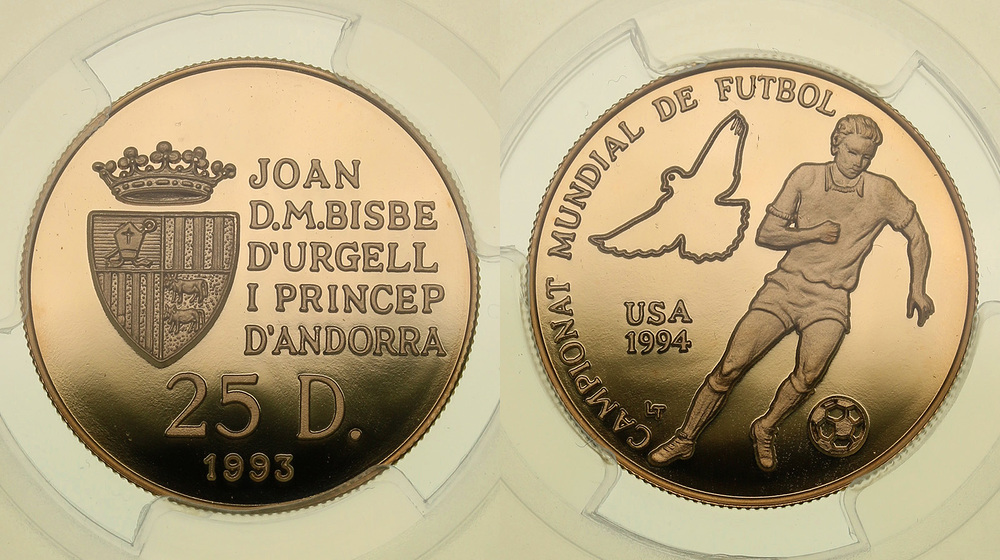 JOAN
D.M.BISBE
D'URGELL
I PRINCEP
D'ANDORRA
25 D.
1993
CAMPIONAT MUNDIAL DE FUTBOL
USA
1994
LT